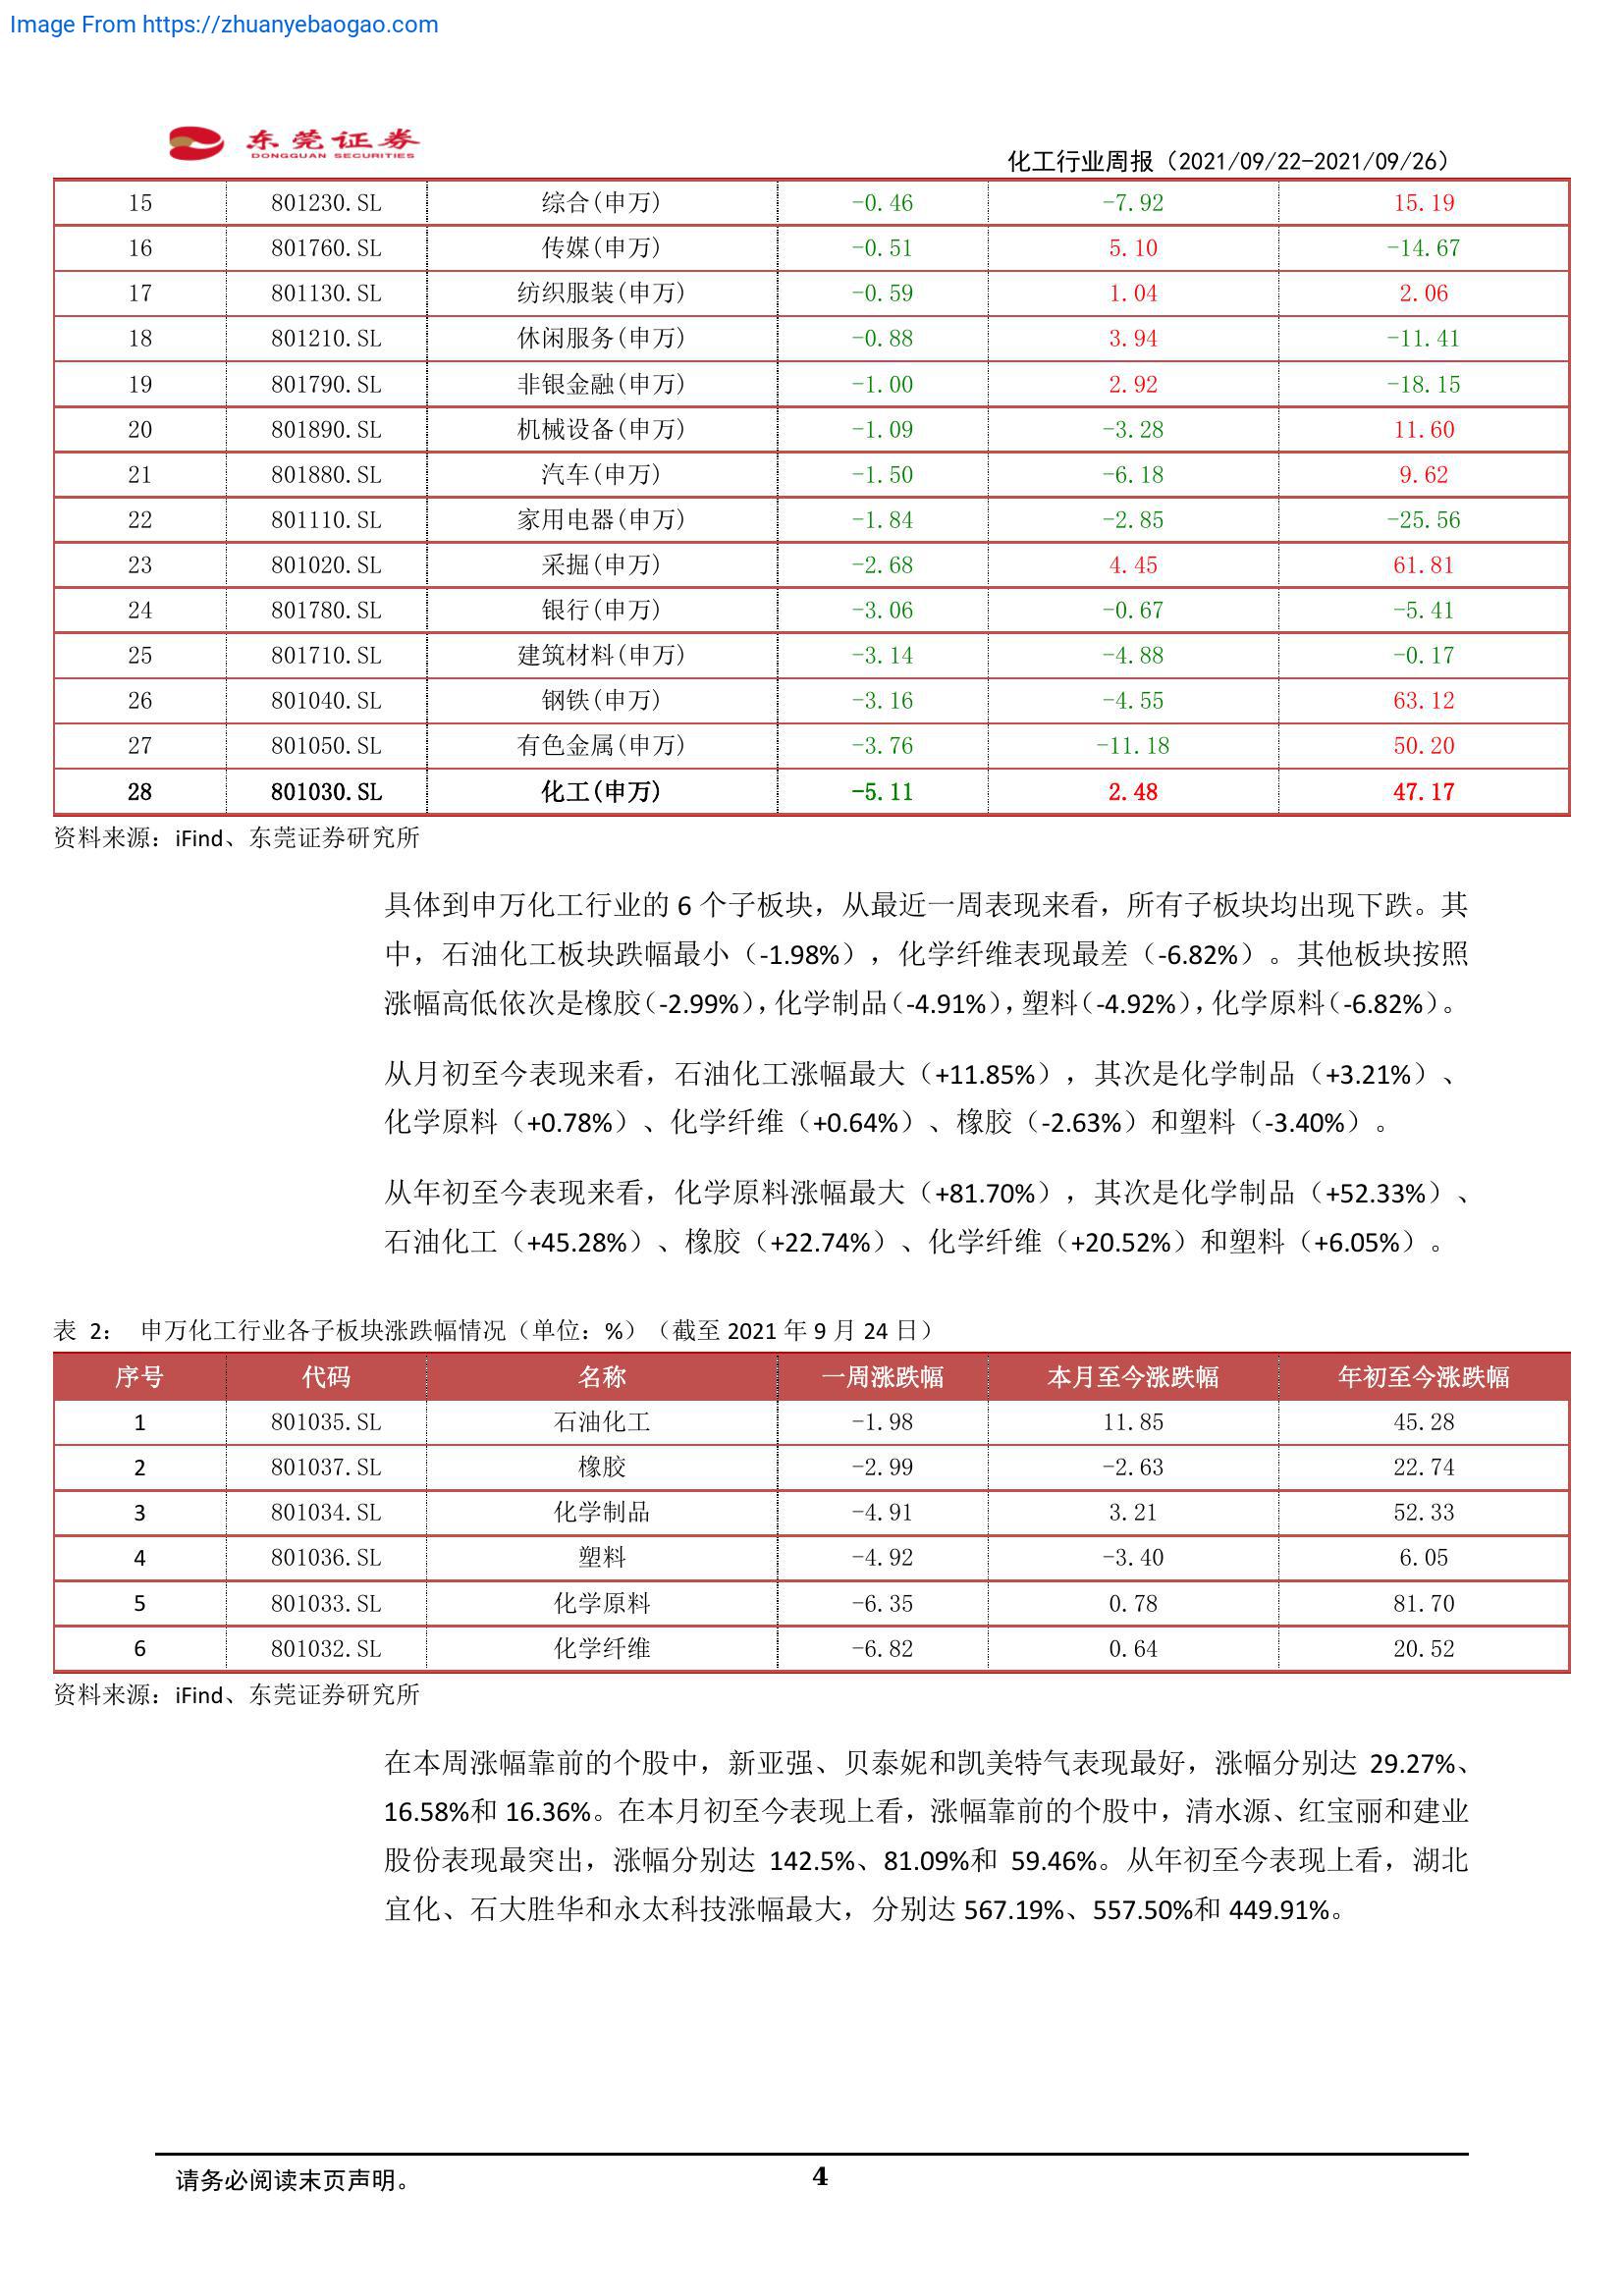 Image From https://zhuanyebaogao.com
东莞证券
DONGGUAN SECURITIES
化工行业周报（2021/09/22-2021/09/26）
15 801230.SL 综合(申万) -0.46 -7.92 15.19
16 801760.SL 传媒(申万) -0.51 5.10 -14.67
17 801130.SL 纺织服装(申万) -0.59 1.04 2.06
18 801210.SL 休闲服务(申万) -0.88 3.94 -11.41
19 801790.SL 非银金融(申万) -1.00 2.92 -18.15
20 801890.SL 机械设备(申万) -1.09 -3.28 11.60
21 801880.SL 汽车(申万) -1.50 -6.18 9.62
22 801110.SL 家用电器(申万) -1.84 -2.85 -25.56
23 801020.SL 采掘(申万) -2.68 4.45 61.81
24 801780.SL 银行(申万) -3.06 -0.67 -5.41
25 801710.SL 建筑材料(申万) -3.14 -4.88 -0.17
26 801040.SL 钢铁(申万) -3.16 -4.55 63.12
27 801050.SL 有色金属(申万) -3.76 -11.18 50.20
28 801030.SL 化工(申万) -5.11 2.48 47.17
资料来源：iFind、东莞证券研究所
具体到申万化工行业的 6 个子板块，从最近一周表现来看，所有子板块均出现下跌。其
中，石油化工板块跌幅最小（-1.98%），化学纤维表现最差（-6.82%）。其他板块按照
涨幅高低依次是橡胶（-2.99%），化学制品（-4.91%），塑料（-4.92%），化学原料（-6.82%）。
从月初至今表现来看，石油化工涨幅最大（+11.85%），其次是化学制品（+3.21%）、
化学原料（+0.78%）、化学纤维（+0.64%）、橡胶（-2.63%）和塑料（-3.40%）。
从年初至今表现来看，化学原料涨幅最大（+81.70%），其次是化学制品（+52.33%）、
石油化工（+45.28%）、橡胶（+22.74%）、化学纤维（+20.52%）和塑料（+6.05%）。
表 2： 申万化工行业各子板块涨跌幅情况（单位：%）（截至 2021 年 9 月 24 日）
序号 代码 名称 一周涨跌幅 本月至今涨跌幅 年初至今涨跌幅
1 801035.SL 石油化工 -1.98 11.85 45.28
2 801037.SL 橡胶 -2.99 -2.63 22.74
3 801034.SL 化学制品 -4.91 3.21 52.33
4 801036.SL 塑料 -4.92 -3.40 6.05
5 801033.SL 化学原料 -6.35 0.78 81.70
6 801032.SL 化学纤维 -6.82 0.64 20.52
资料来源：iFind、东莞证券研究所
在本周涨幅靠前的个股中，新亚强、贝泰妮和凯美特气表现最好，涨幅分别达 29.27%、
16.58%和 16.36%。在本月初至今表现上看，涨幅靠前的个股中，清水源、红宝丽和建业
股份表现最突出，涨幅分别达 142.5%、81.09%和 59.46%。从年初至今表现上看，湖北
宜化、石大胜华和永太科技涨幅最大，分别达 567.19%、557.50%和 449.91%。
请务必阅读末页声明。
4